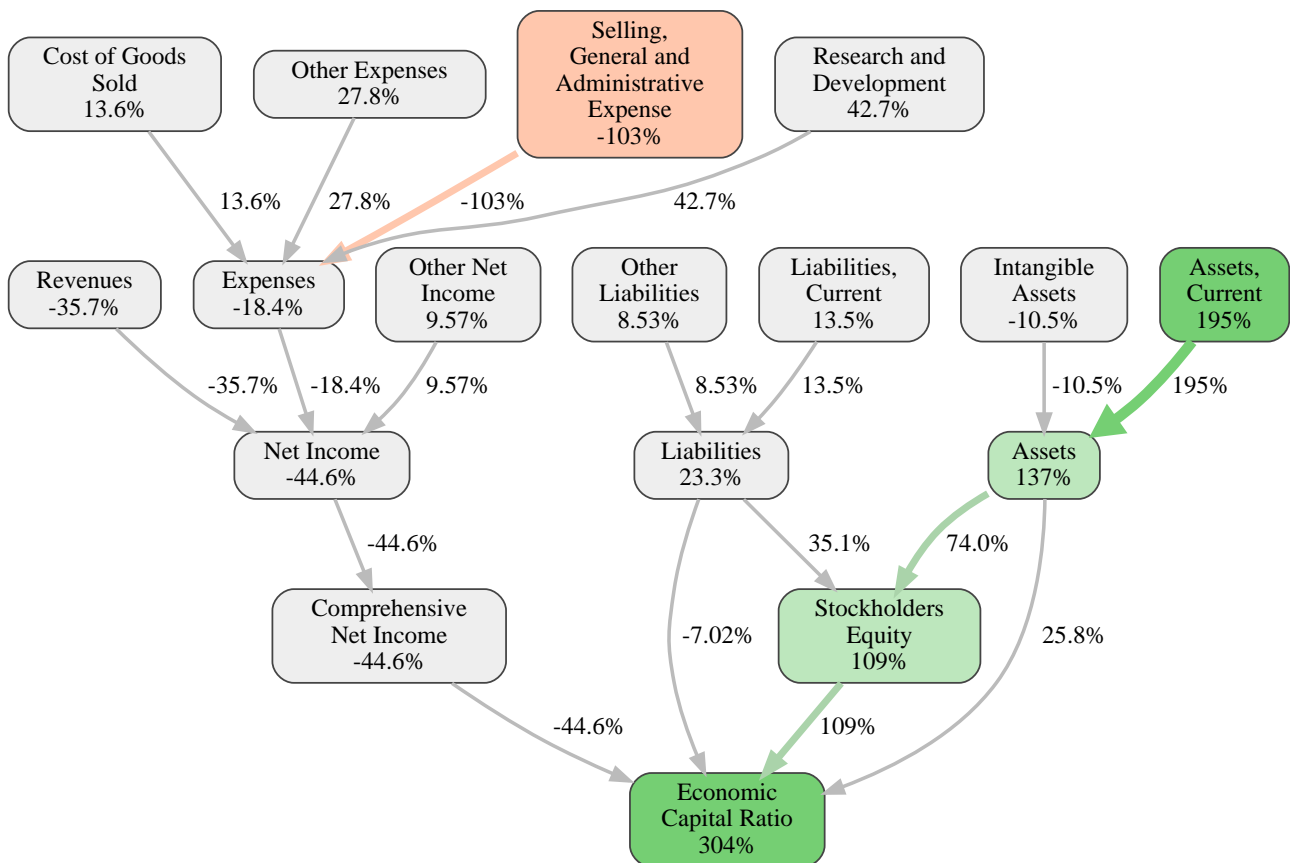 Cost of Goods
Sold
13.6%
Other Expenses
27.8%
Selling,
General and
Administrative
Expense
-103%
Research and
Development
42.7%
13.6%
27.8%
-103%
42.7%
Revenues
-35.7%
Expenses
-18.4%
Other Net
Income
9.57%
Other
Liabilities
8.53%
Liabilities,
Current
13.5%
Intangible
Assets
-10.5%
Assets,
Current
195%
-35.7%
-18.4%
9.57%
8.53%
13.5%
-10.5%
195%
Net Income
-44.6%
Liabilities
23.3%
Assets
137%
-44.6%
35.1%
74.0%
Comprehensive
Net Income
-44.6%
-7.02%
Stockholders
Equity
109%
25.8%
-44.6%
109%
Economic
Capital Ratio
304%